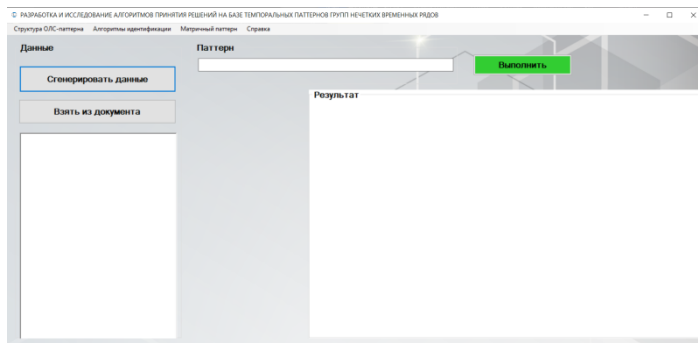 РАЗРАБОТКА И ИССЛЕДОВАНИЕ АЛГОРИТМОВ ПРИНЯТИЯ РЕШЕНИЙ НА БАЗЕ ТЕМПОРАЛЬНЫХ ПАТТЕРНОВ ГРУПП НЕЧЕТКИХ ВРЕМЕННЫХ РЯДОВ
Структура ОЛС-паттерна Алгоритмы идентификации Матричный паттерн Справка
Данные Паттерн
Выполнить
Сгенерировать данные
Результат
Взять из документа